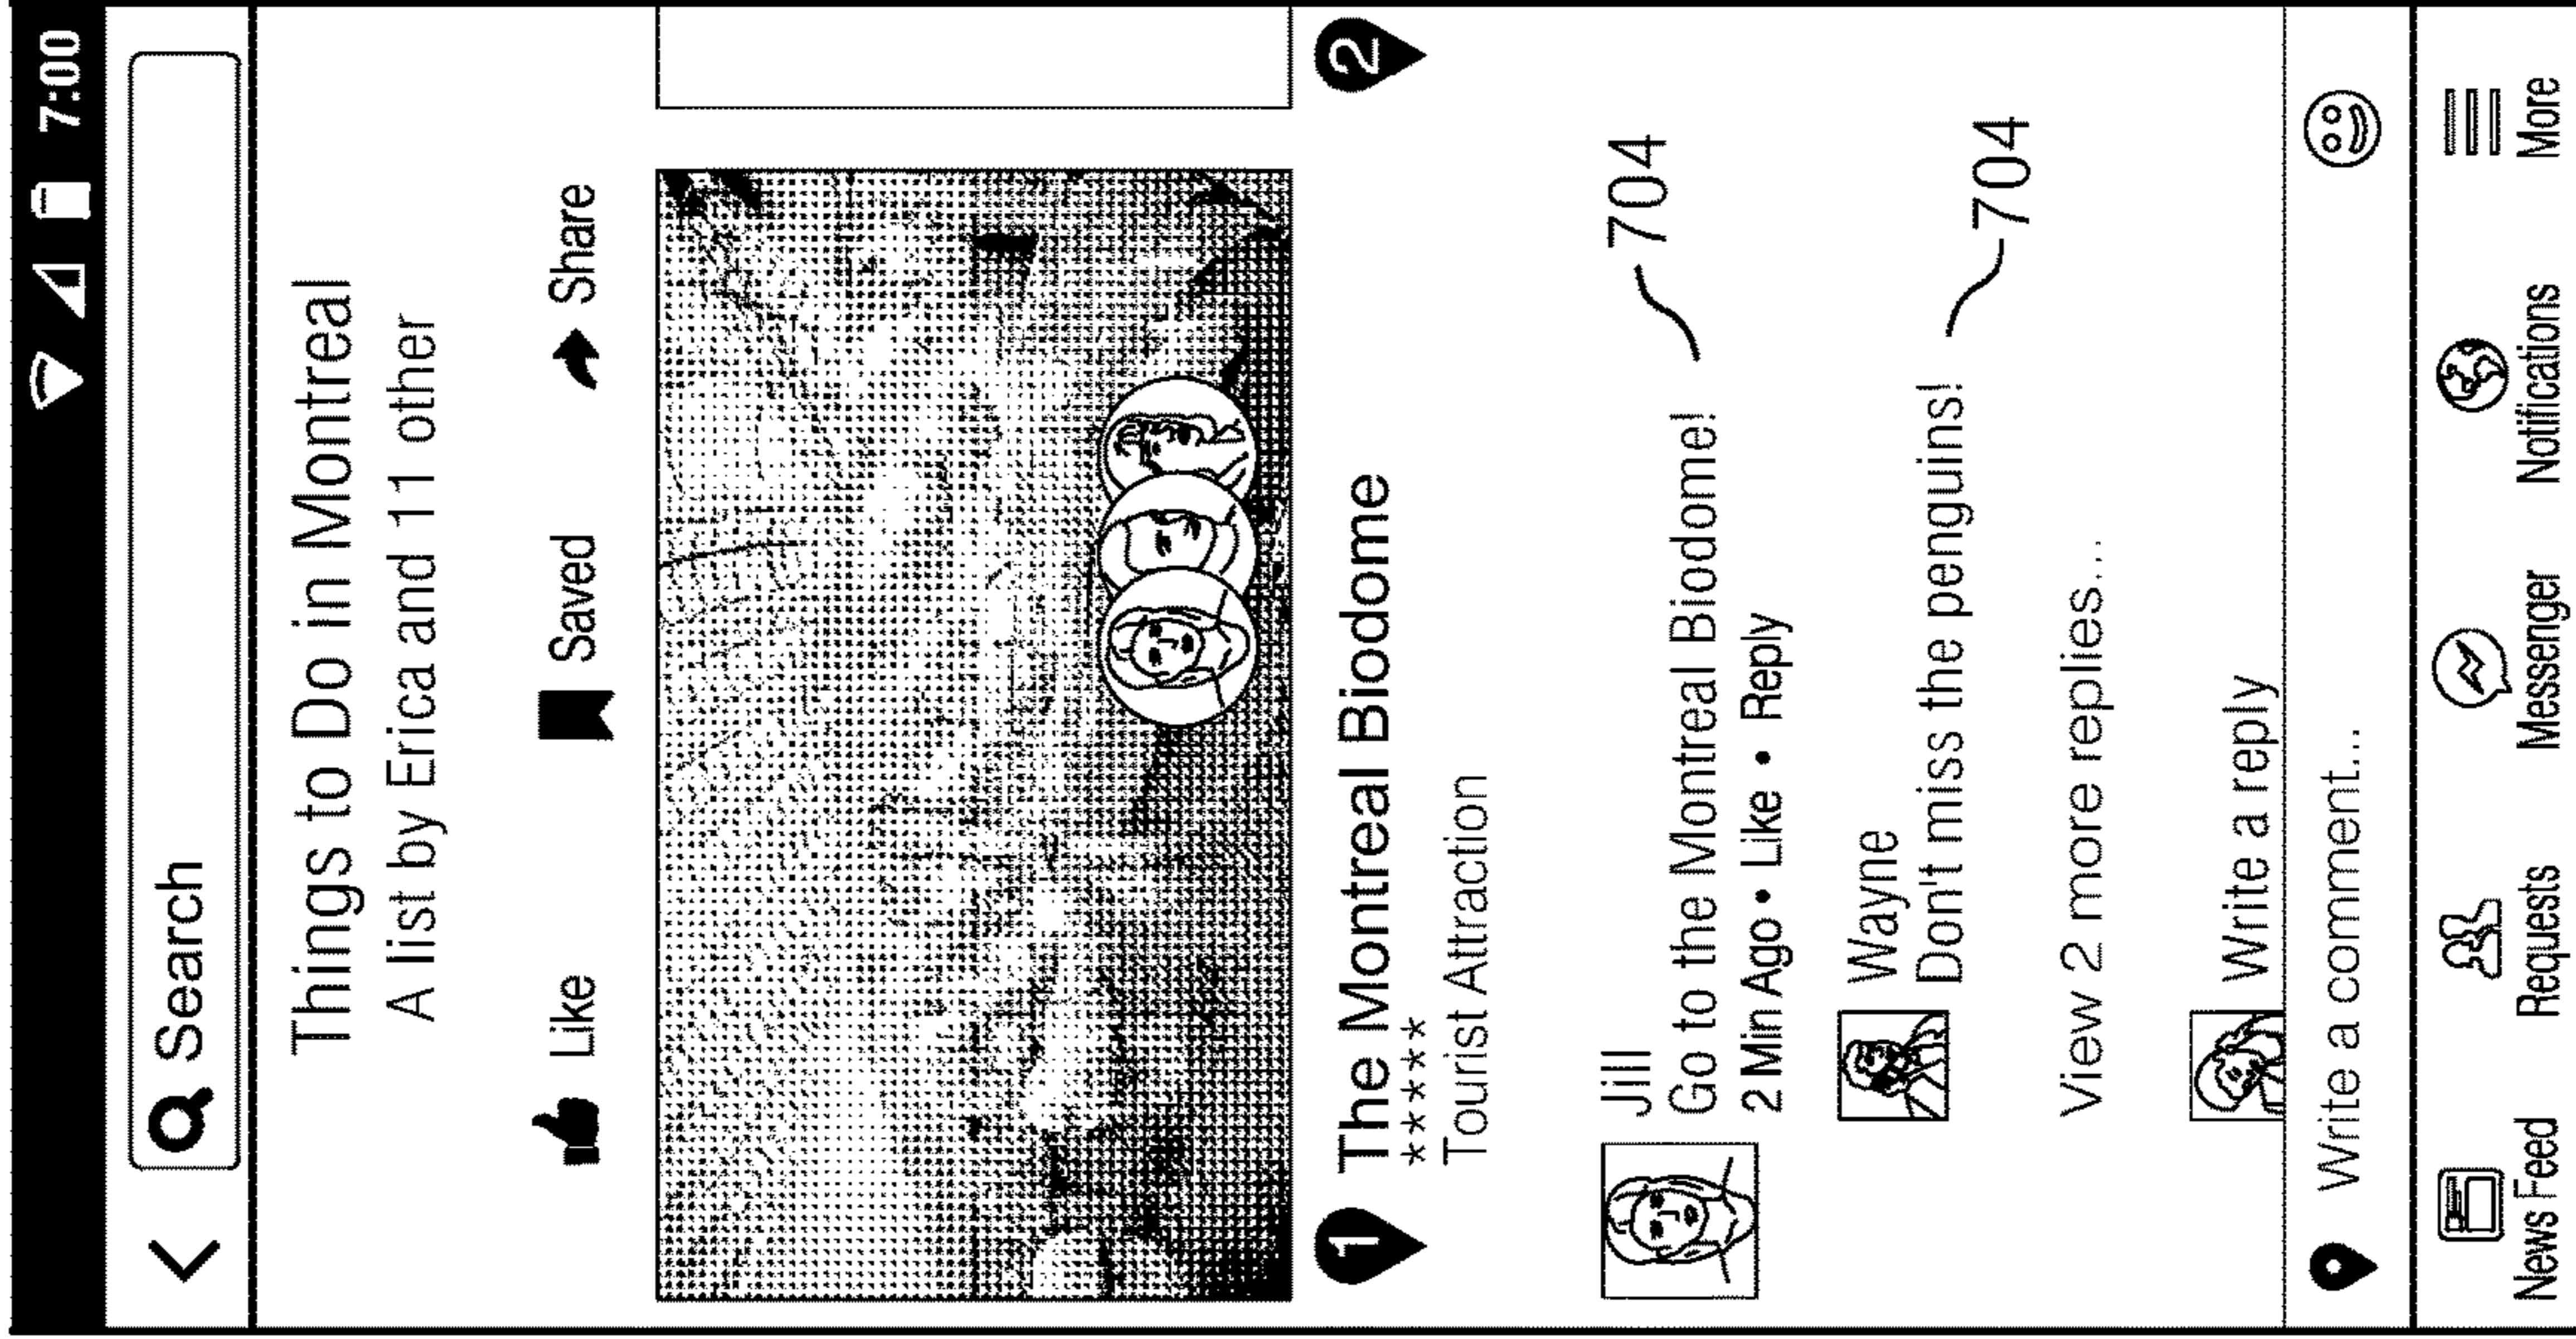 7:00
Search
Things to Do in Montreal
A list by Erica and 11 other
Like Saved Share
1 The Montreal Biodome 2
*****
Tourist Attraction
Jill 704
Go to the Montreal Biodome!
2 Min Ago • Like • Reply
Wayne
Don't miss the penguins! 704
View 2 more replies...
Write a reply
Write a comment...
News Feed Requests Messenger Notifications More